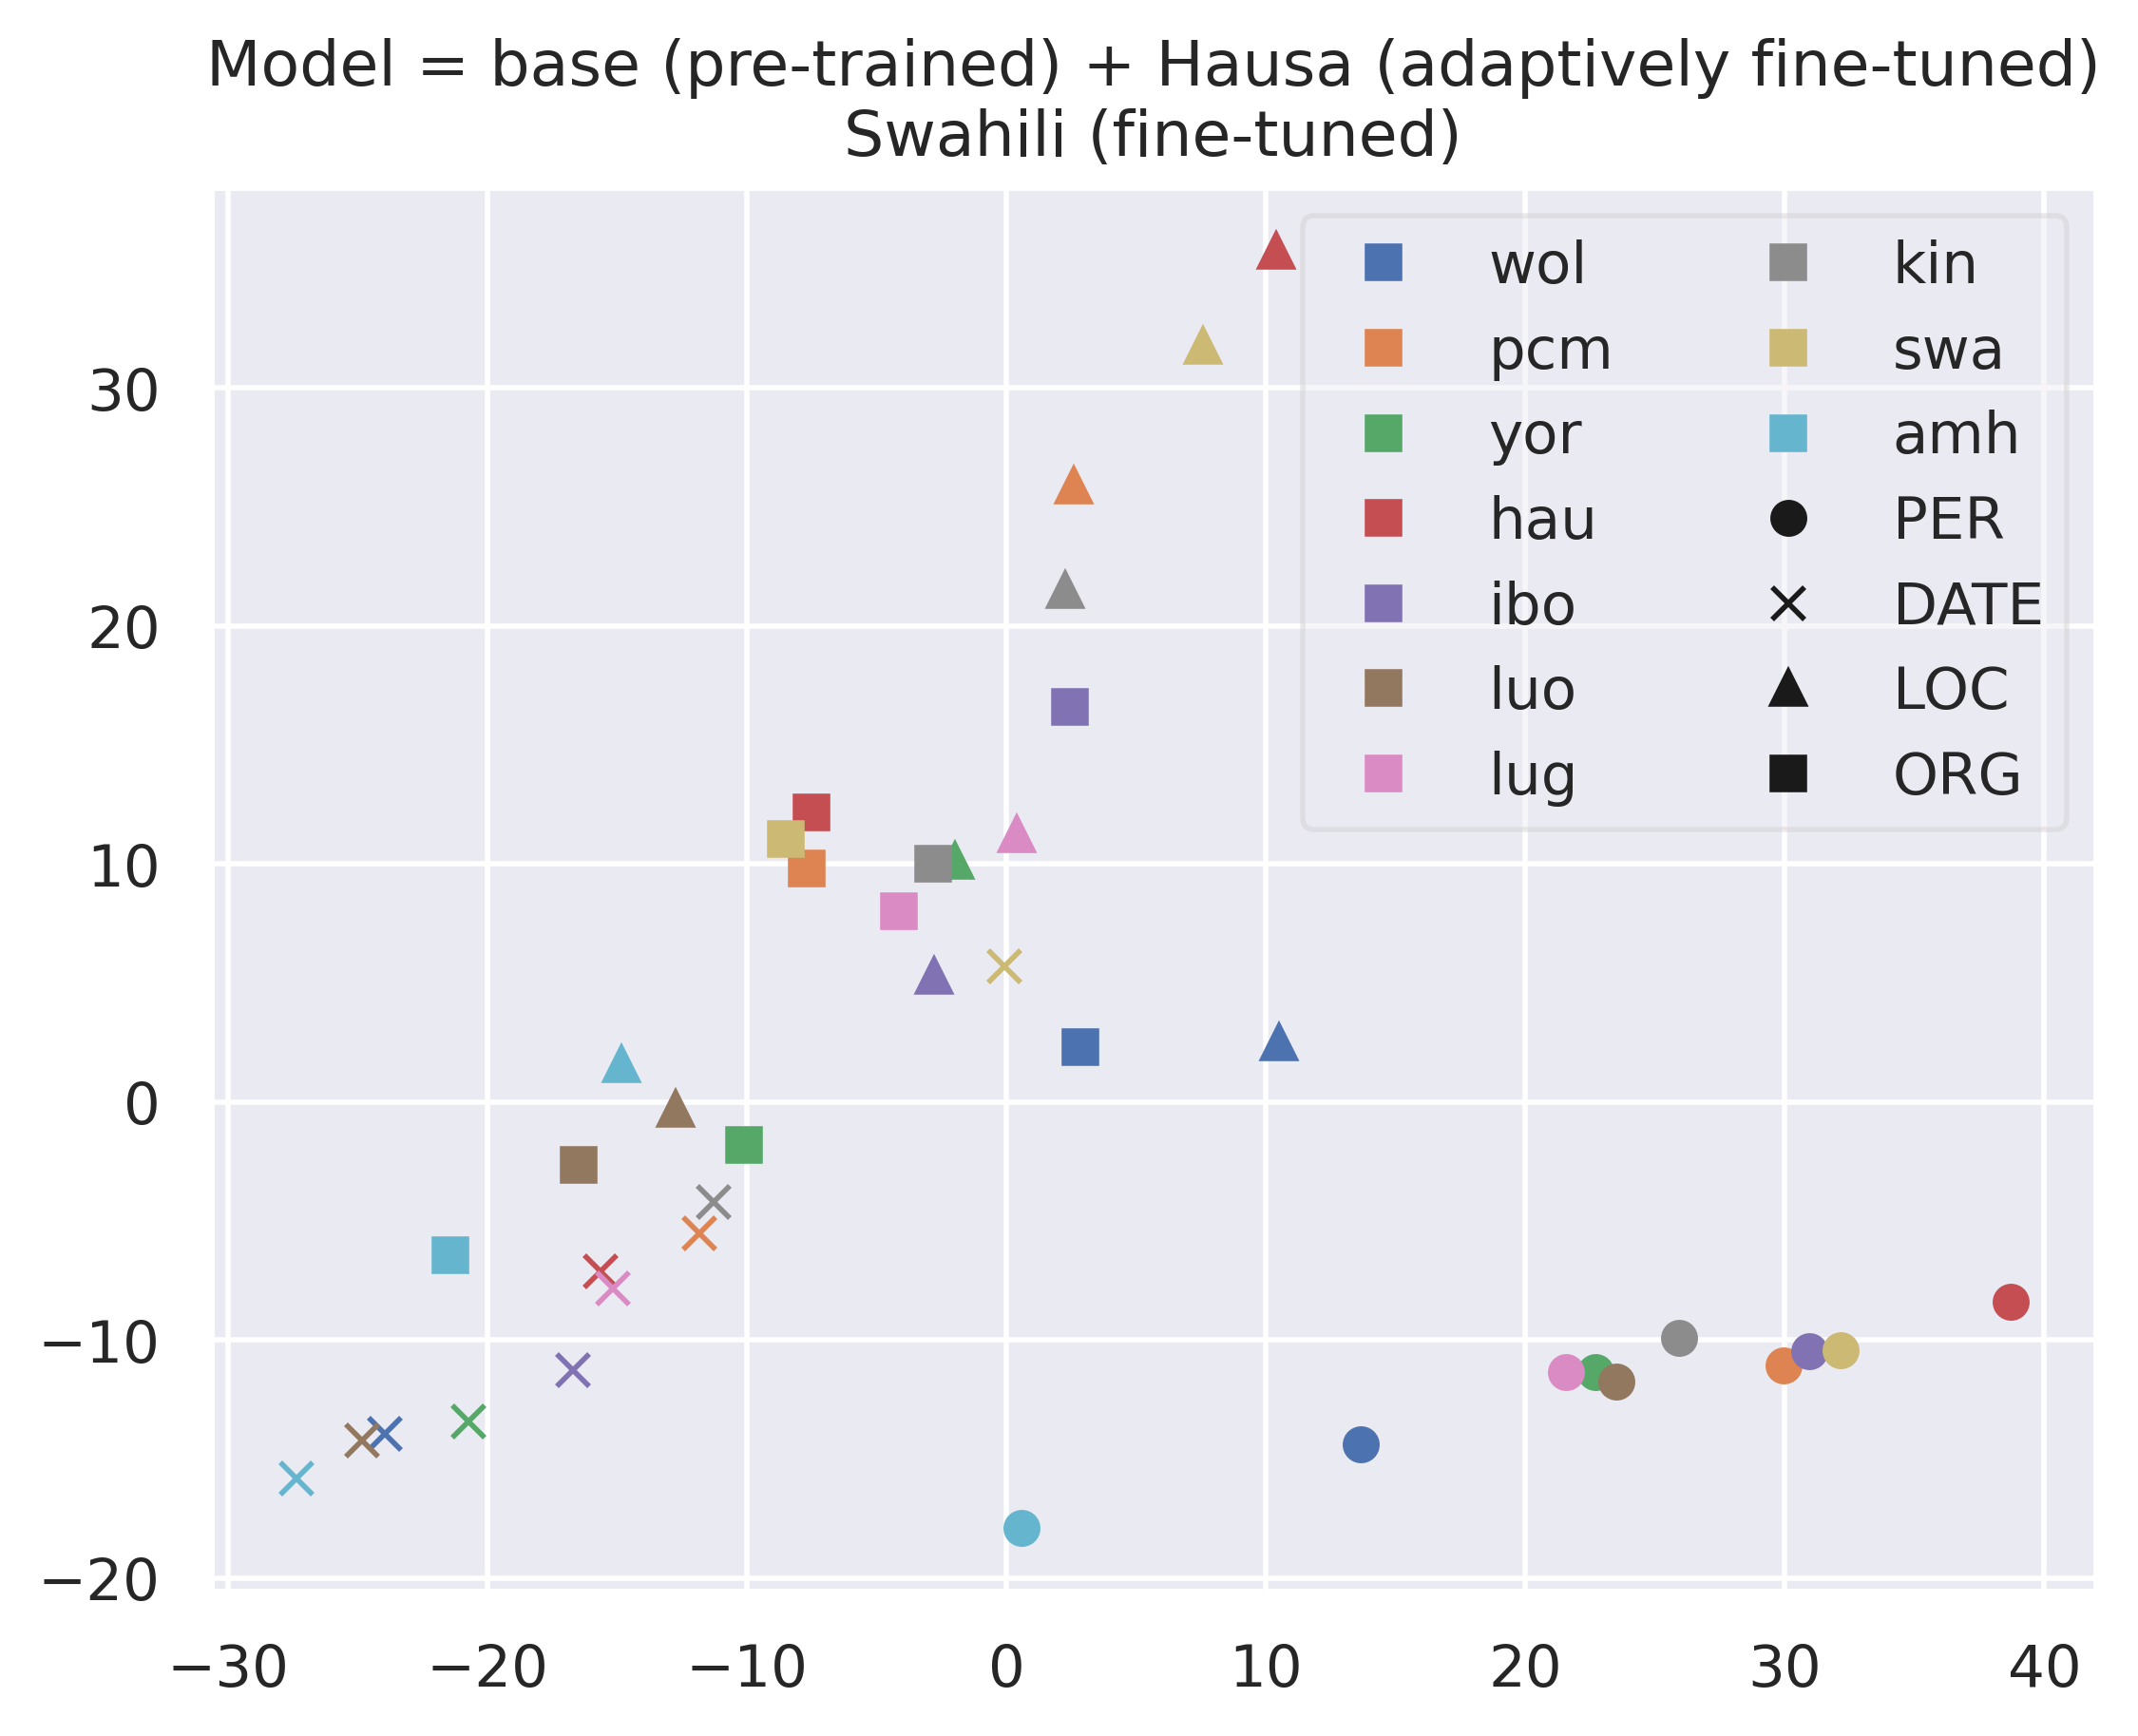 Model = base (pre-trained) + Hausa (adaptively fine-tuned)
Swahili (fine-tuned)
wol
pcm
yor
hau
ibo
luo
lug
kin
swa
amh
PER
DATE
LOC
ORG
30
20
10
0
−10
−20
−30 −20 −10 0 10 20 30 40